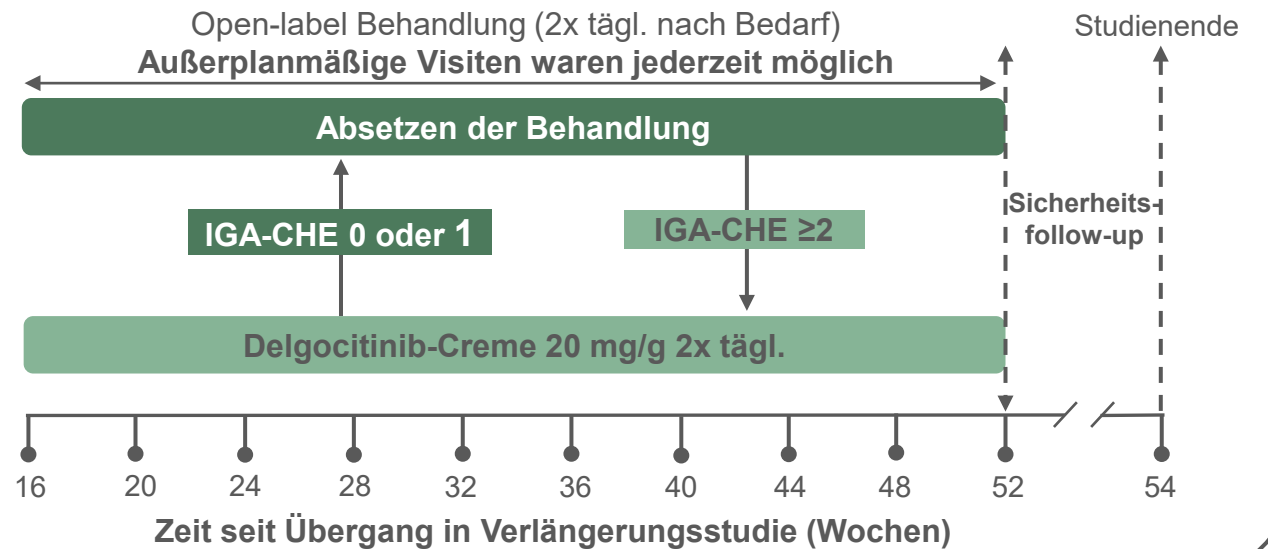 Open-label Behandlung (2x tägl. nach Bedarf)
Studienende
Außerplanmäßige Visiten waren jederzeit möglich
Absetzen der Behandlung
IGA-CHE 0 oder 1
IGA-CHE ≥2
Sicherheits-
follow-up
Delgocitinib-Creme 20 mg/g 2x tägl.
16 20 24 28 32 36 40 44 48 52 54
Zeit seit Übergang in Verlängerungsstudie (Wochen)